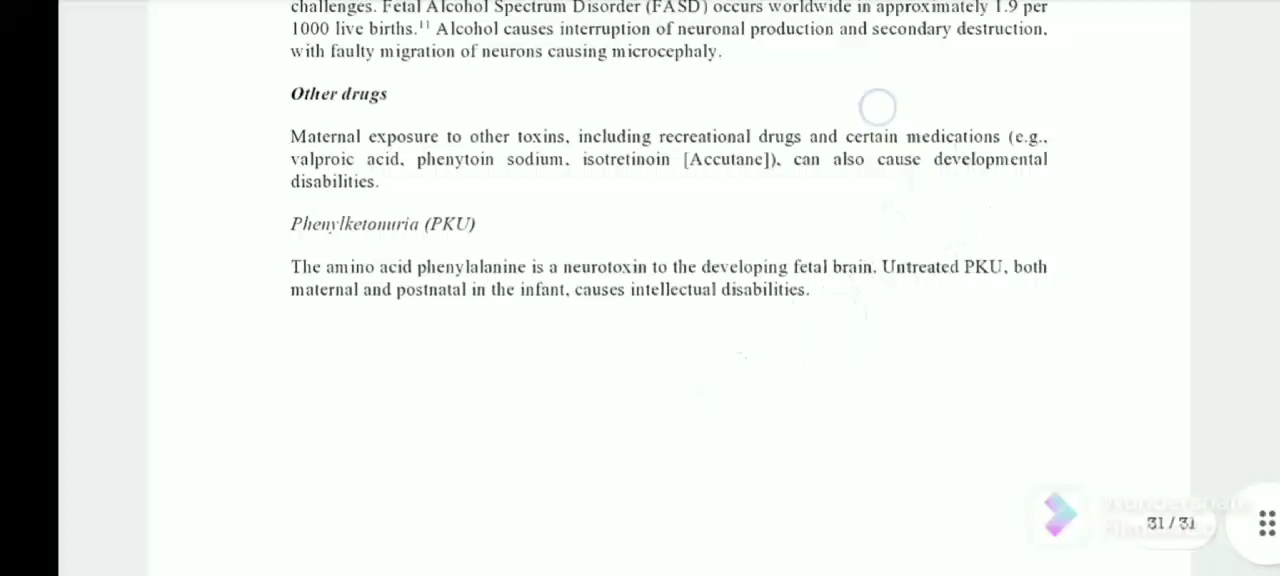 challenges. Fetal Alcohol Spectrum Disorder (FASD) occurs worldwide in approximately 1.9 per
1000 live births.¹¹ Alcohol causes interruption of neuronal production and secondary destruction,
with faulty migration of neurons causing microcephaly.
Other drugs
Maternal exposure to other toxins, including recreational drugs and certain medications (e.g.,
valproic acid, phenytoin sodium, isotretinoin [Accutane]), can also cause developmental
disabilities.
Phenylketonuria (PKU)
The amino acid phenylalanine is a neurotoxin to the developing fetal brain. Untreated PKU, both
maternal and postnatal in the infant, causes intellectual disabilities.
31 / 31